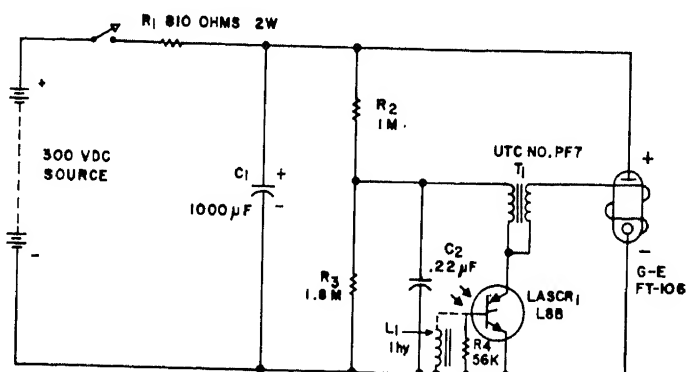 R1 810 OHMS 2W
+
300 VDC
SOURCE
-
C1
+
1000µF
-
R2
1M
R3
1.8M
C2
.22µF
UTC NO. PF7
T1
+
-
G-E
FT-106
LASCR1
L8B
L1
1hy
R4
56K